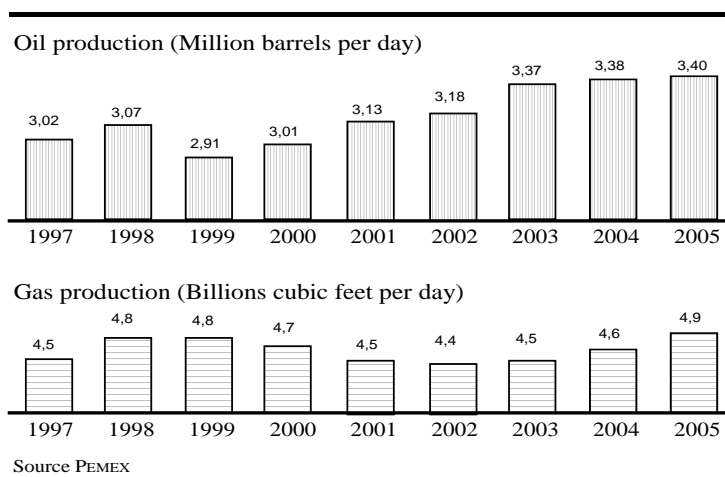 Oil production (Million barrels per day)
3,02 3,07 2,91 3,01 3,13 3,18 3,37 3,38 3,40
1997 1998 1999 2000 2001 2002 2003 2004 2005
Gas production (Billions cubic feet per day)
4,5 4,8 4,8 4,7 4,5 4,4 4,5 4,6 4,9
1997 1998 1999 2000 2001 2002 2003 2004 2005
Source PEMEX